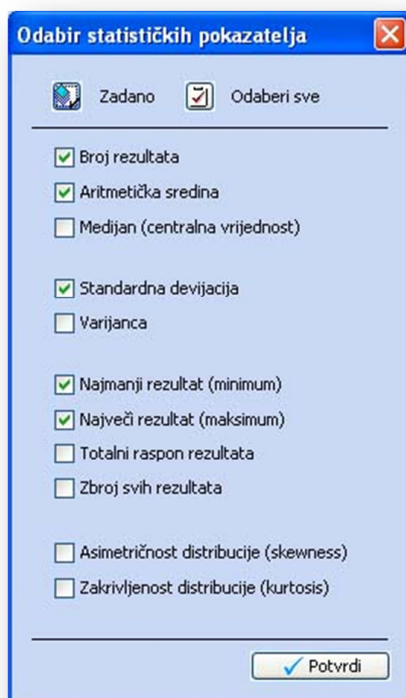 Odabir statističkih pokazatelja
Zadano Odaberi sve
Broj rezultata
Aritmetička sredina
Medijan (centralna vrijednost)
Standardna devijacija
Varijanca
Najmanji rezultat (minimum)
Največi rezultat (maksimum)
Totalni raspon rezultata
Zbroj svih rezultata
Asimetričnost distribucije (skewness)
Zakrivljenost distribucije (kurtosis)
Potvrdi